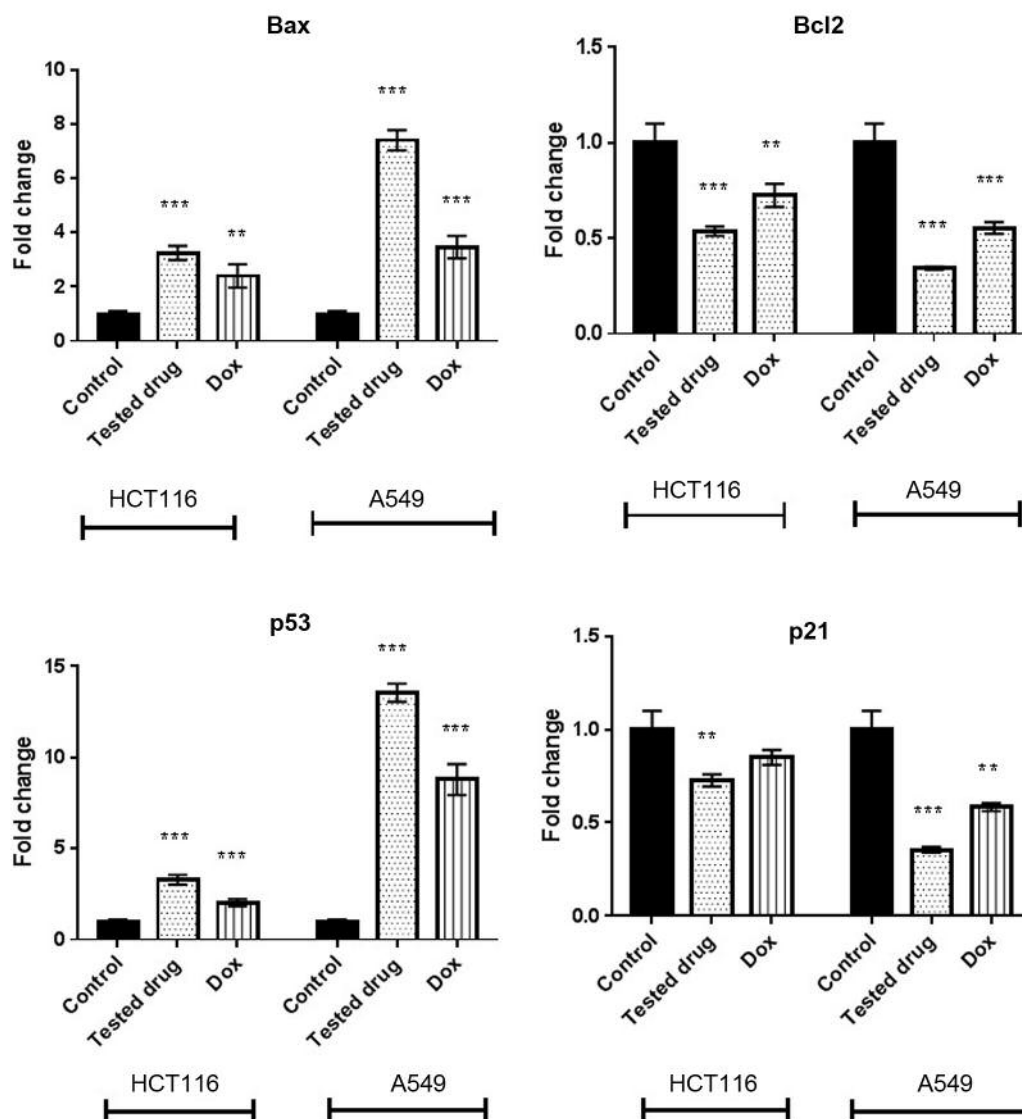 Bax
Fold change
10
8
6
4
2
0
***
**
***
***
Control
Tested drug
Dox
Control
Tested drug
Dox
HCT116
A549
Bcl2
Fold change
1.5
1.0
0.5
0.0
***
**
***
***
Control
Tested drug
Dox
Control
Tested drug
Dox
HCT116
A549
p53
Fold change
15
10
5
0
***
***
***
***
Control
Tested drug
Dox
Control
Tested drug
Dox
HCT116
A549
p21
Fold change
1.5
1.0
0.5
0.0
**
***
**
Control
Tested drug
Dox
Control
Tested drug
Dox
HCT116
A549